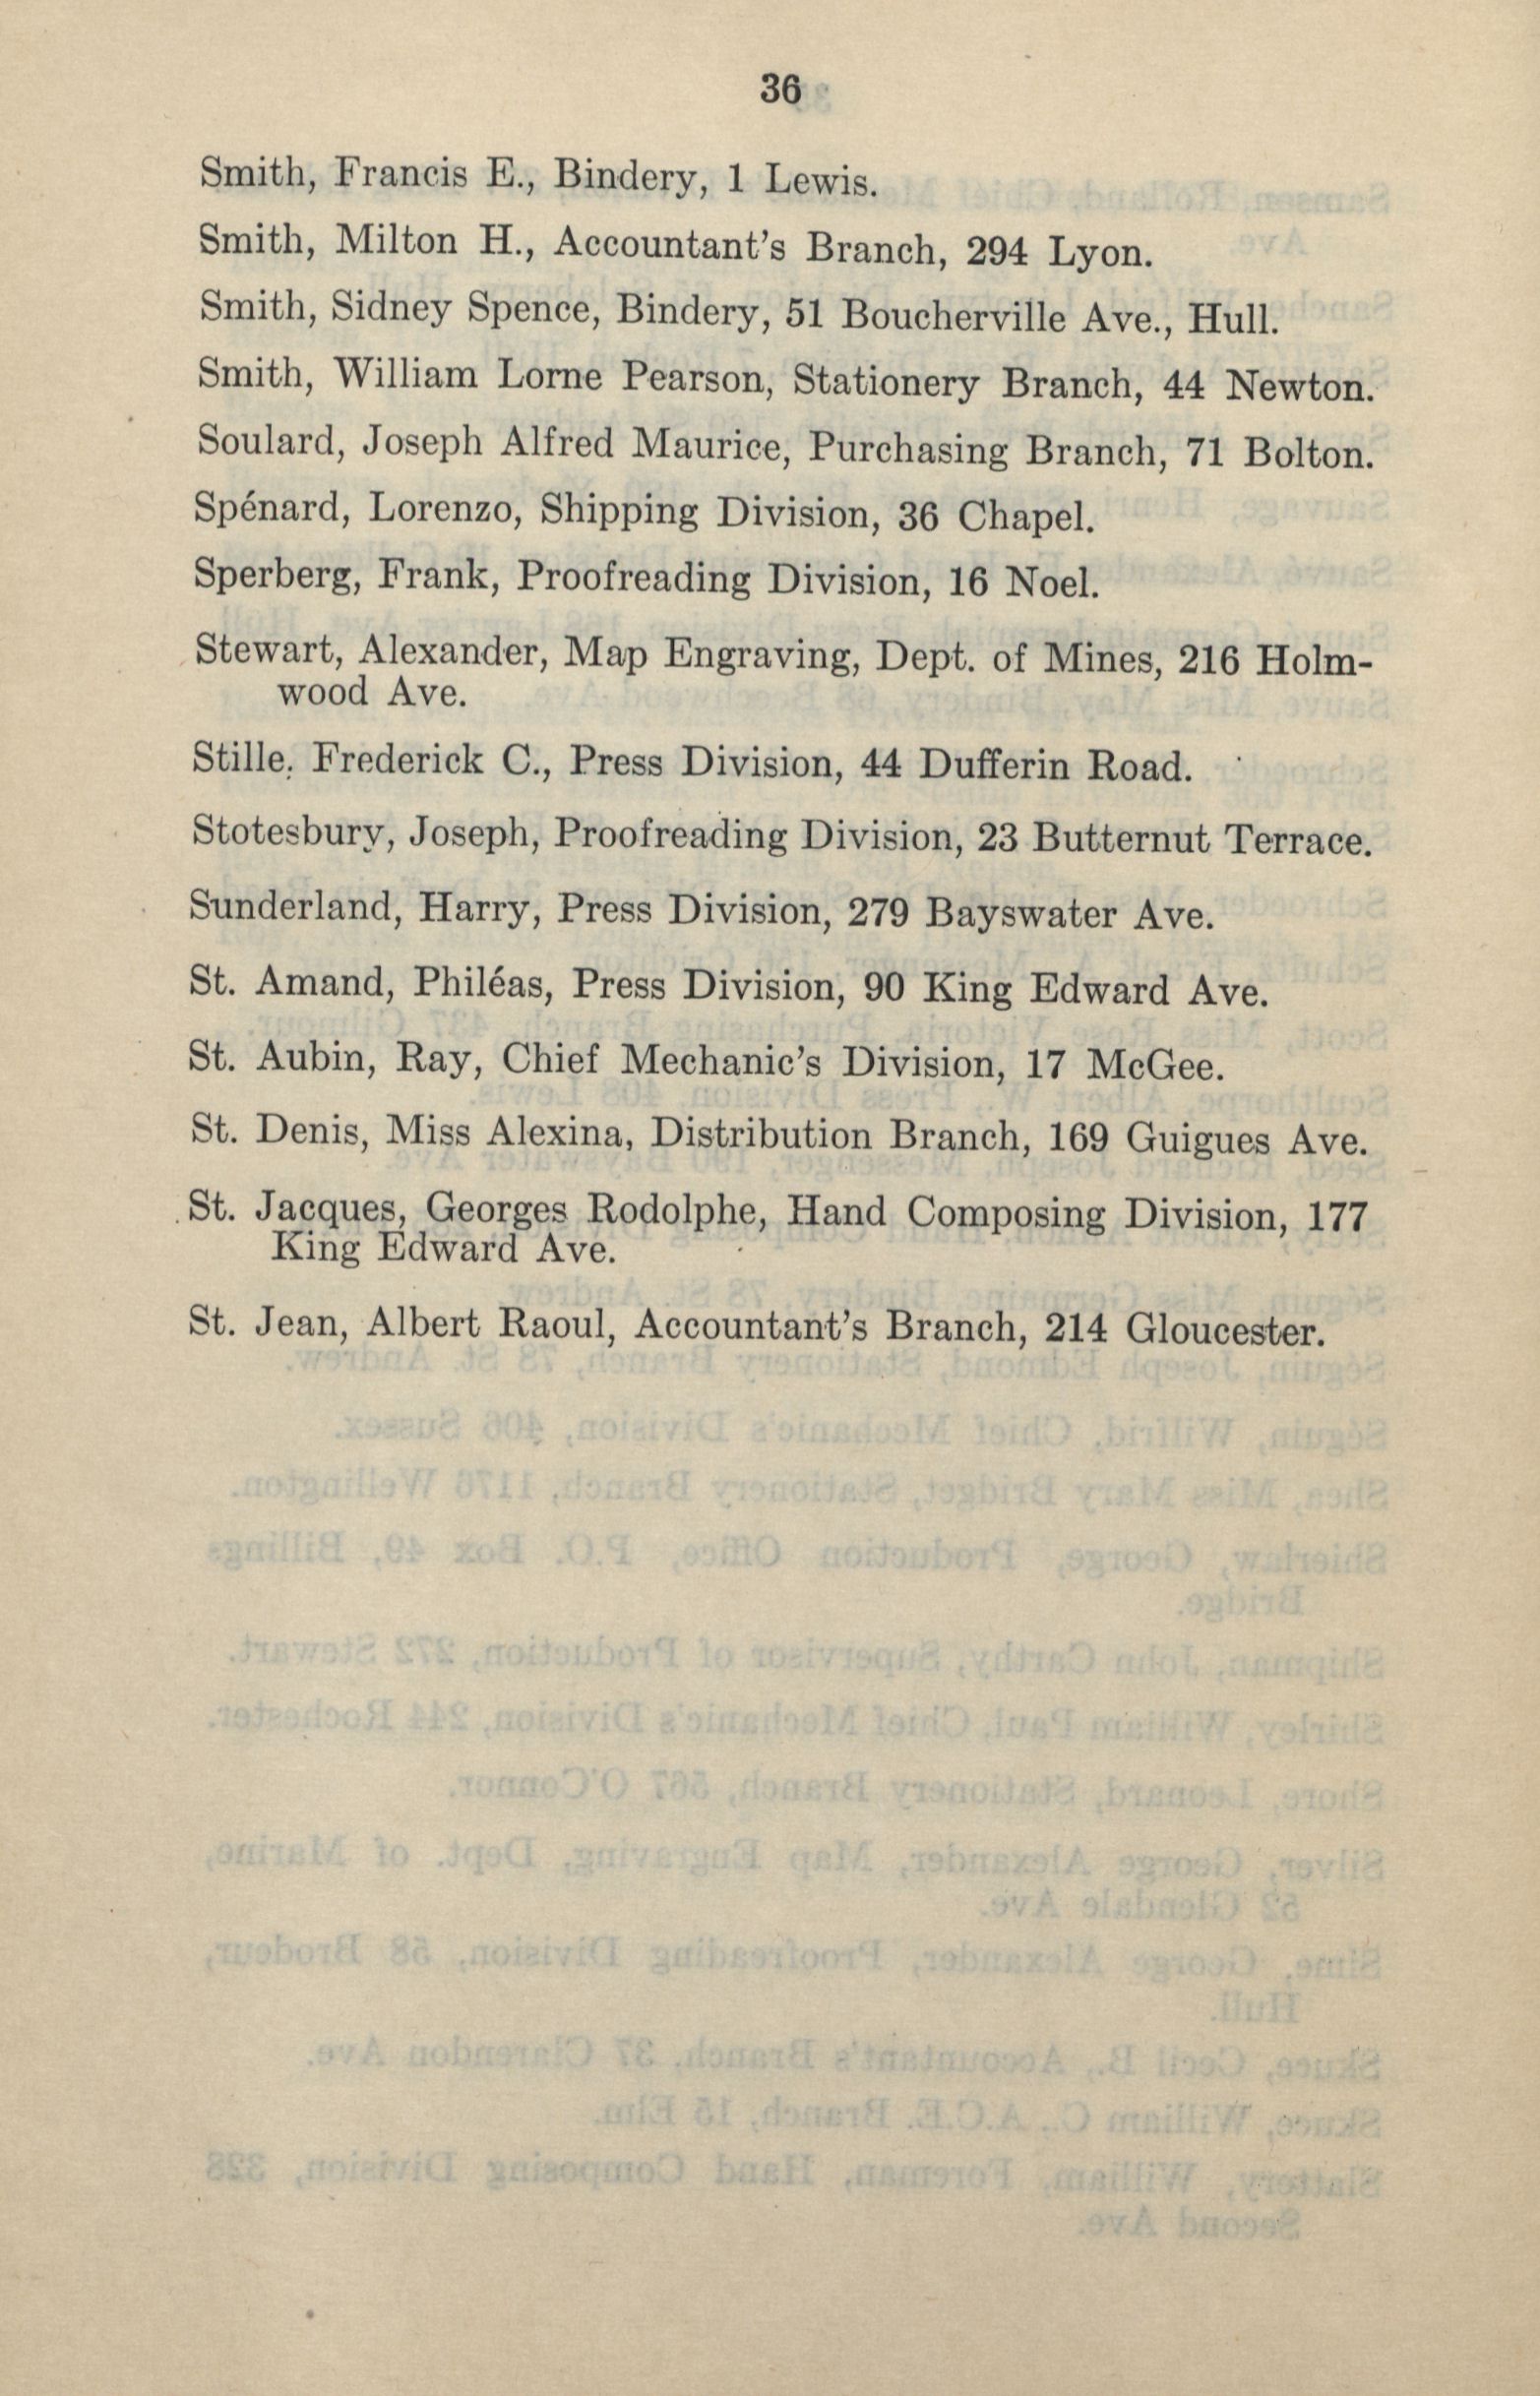 36
Smith, Francis E., Bindery, 1 Lewis.
Smith, Milton H., Accountant's Branch, 294 Lyon.
Smith, Sidney Spence, Bindery, 51 Boucherville Ave., Hull.
Smith, William Lorne Pearson, Stationery Branch, 44 Newton.
Soulard, Joseph Alfred Maurice, Purchasing Branch, 71 Bolton.
Spénard, Lorenzo, Shipping Division, 36 Chapel.
Sperberg, Frank, Proofreading Division, 16 Noel.
Stewart, Alexander, Map Engraving, Dept. of Mines, 216 Holm-
wood Ave.
Stille. Frederick C., Press Division, 44 Dufferin Road.
Stotesbury, Joseph, Proofreading Division, 23 Butternut Terrace.
Sunderland, Harry, Press Division, 279 Bayswater Ave.
St. Amand, Philéas, Press Division, 90 King Edward Ave.
St. Aubin, Ray, Chief Mechanic's Division, 17 McGee.
St. Denis, Miss Alexina, Distribution Branch, 169 Guigues Ave.
St. Jacques, Georges Rodolphe, Hand Composing Division, 177
King Edward Ave.
St. Jean, Albert Raoul, Accountant's Branch, 214 Gloucester.